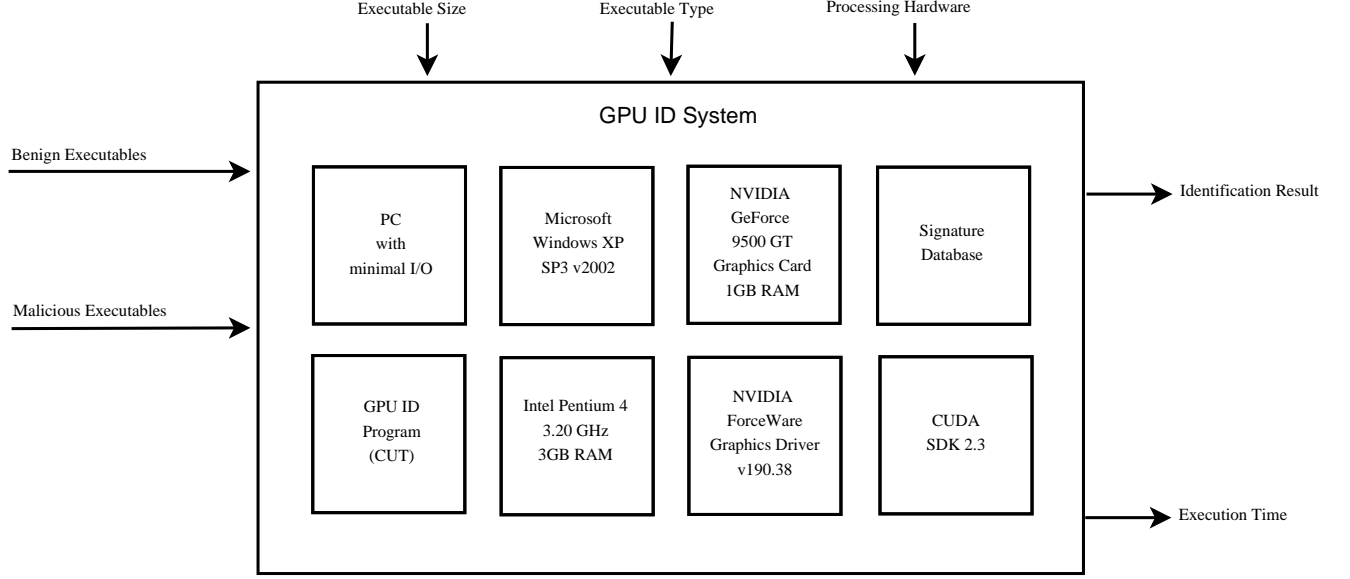 Executable Size
Executable Type
Processing Hardware
GPU ID System
Benign Executables
Malicious Executables
PC
with
minimal I/O
Microsoft
Windows XP
SP3 v2002
NVIDIA
GeForce
9500 GT
Graphics Card
1GB RAM
Signature
Database
GPU ID
Program
(CUT)
Intel Pentium 4
3.20 GHz
3GB RAM
NVIDIA
ForceWare
Graphics Driver
v190.38
CUDA
SDK 2.3
Identification Result
Execution Time